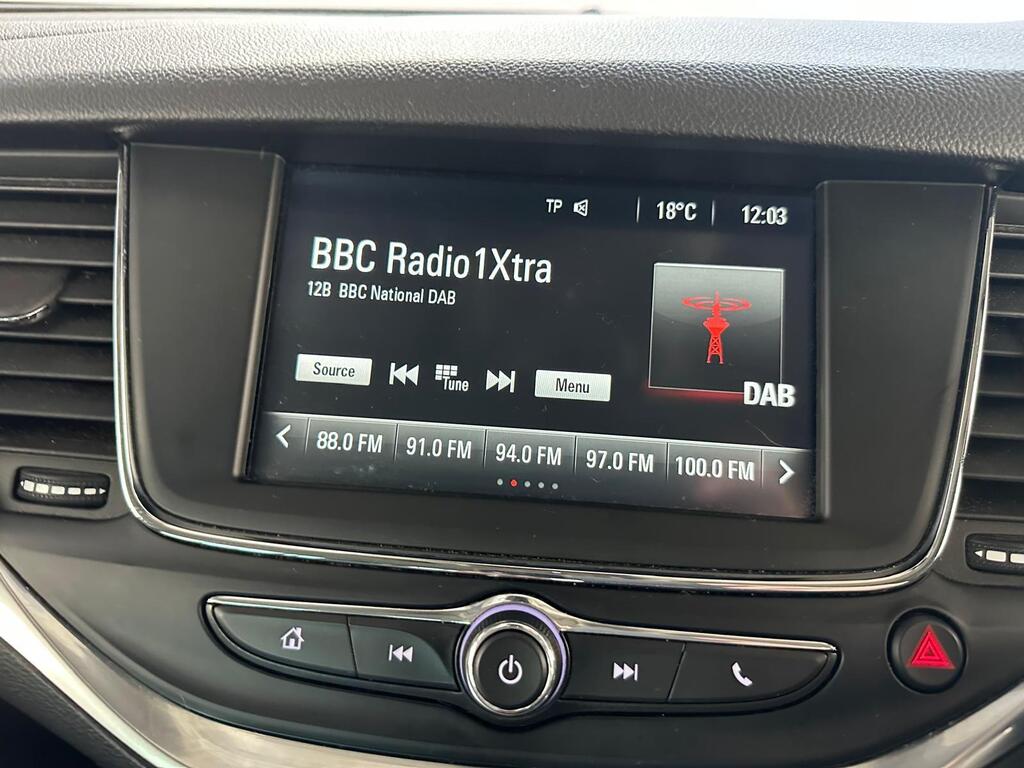 TP 18°C 12:03
BBC Radio1Xtra
12B BBC National DAB
DAB
Source Tune Menu
88.0 FM 91.0 FM 94.0 FM 97.0 FM 100.0 FM